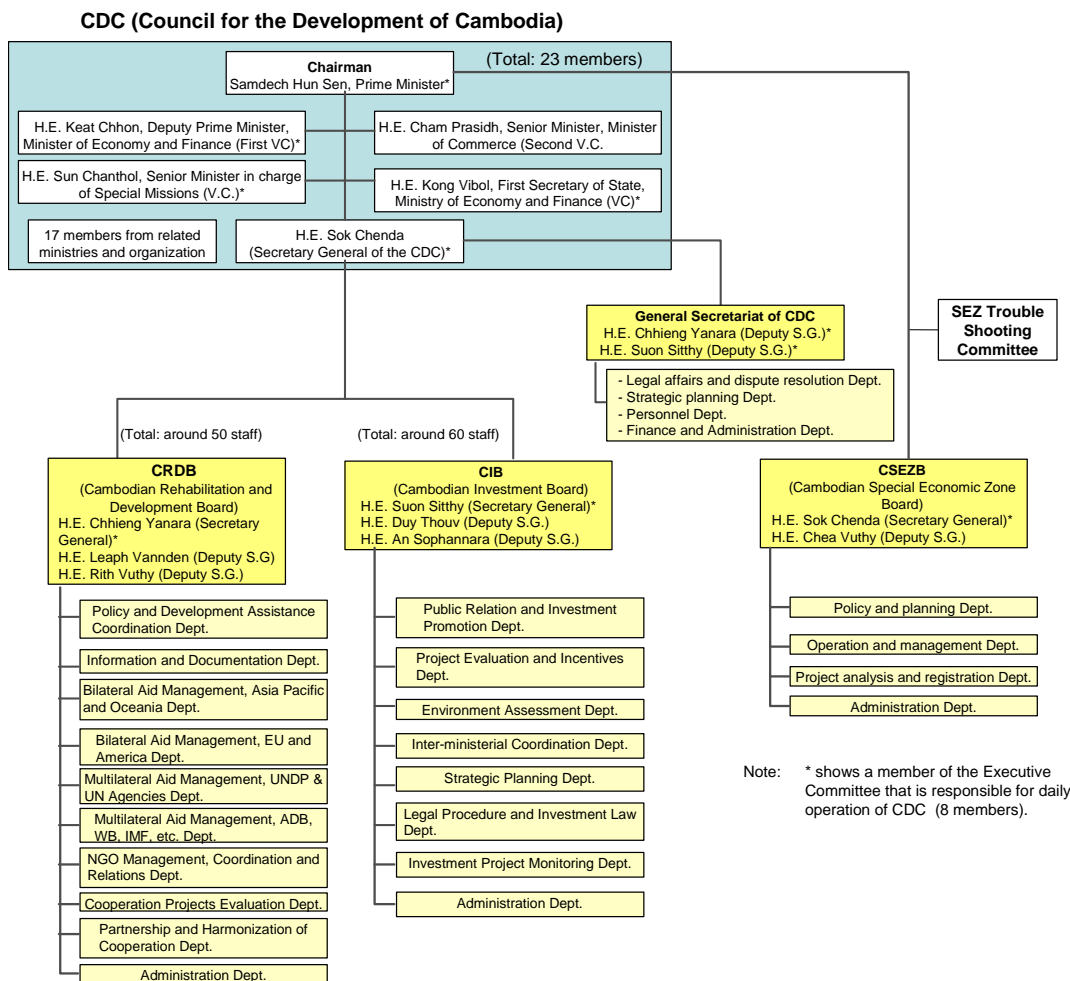 CDC (Council for the Development of Cambodia)
(Total: 23 members)
Chairman
Samdech Hun Sen, Prime Minister*
H.E. Keat Chhon, Deputy Prime Minister,
Minister of Economy and Finance (First VC)*
H.E. Cham Prasidh, Senior Minister, Minister
of Commerce (Second V.C.
H.E. Sun Chanthol, Senior Minister in charge
of Special Missions (V.C.)*
H.E. Kong Vibol, First Secretary of State,
Ministry of Economy and Finance (VC)*
17 members from related
ministries and organization
H.E. Sok Chenda
(Secretary General of the CDC)*
General Secretariat of CDC
H.E. Chhieng Yanara (Deputy S.G.)*
H.E. Suon Sitthy (Deputy S.G.)*
- Legal affairs and dispute resolution Dept.
- Strategic planning Dept.
- Personnel Dept.
- Finance and Administration Dept.
SEZ Trouble
Shooting
Committee
(Total: around 50 staff)
CRDB
(Cambodian Rehabilitation and
Development Board)
H.E. Chhieng Yanara (Secretary
General)*
H.E. Leaph Vannden (Deputy S.G)
H.E. Rith Vuthy (Deputy S.G.)
Policy and Development Assistance
Coordination Dept.
Information and Documentation Dept.
Bilateral Aid Management, Asia Pacific
and Oceania Dept.
Bilateral Aid Management, EU and
America Dept.
Multilateral Aid Management, UNDP &
UN Agencies Dept.
Multilateral Aid Management, ADB,
WB, IMF, etc. Dept.
NGO Management, Coordination and
Relations Dept.
Cooperation Projects Evaluation Dept.
Partnership and Harmonization of
Cooperation Dept.
Administration Dept.
(Total: around 60 staff)
CIB
(Cambodian Investment Board)
H.E. Suon Sitthy (Secretary General)*
H.E. Duy Thouv (Deputy S.G.)
H.E. An Sophannara (Deputy S.G.)
Public Relation and Investment
Promotion Dept.
Project Evaluation and Incentives
Dept.
Environment Assessment Dept.
Inter-ministerial Coordination Dept.
Strategic Planning Dept.
Legal Procedure and Investment Law
Dept.
Investment Project Monitoring Dept.
Administration Dept.
CSEZB
(Cambodian Special Economic Zone
Board)
H.E. Sok Chenda (Secretary General)*
H.E. Chea Vuthy (Deputy S.G.)
Policy and planning Dept.
Operation and management Dept.
Project analysis and registration Dept.
Administration Dept.
Note: * shows a member of the Executive
Committee that is responsible for daily
operation of CDC (8 members).